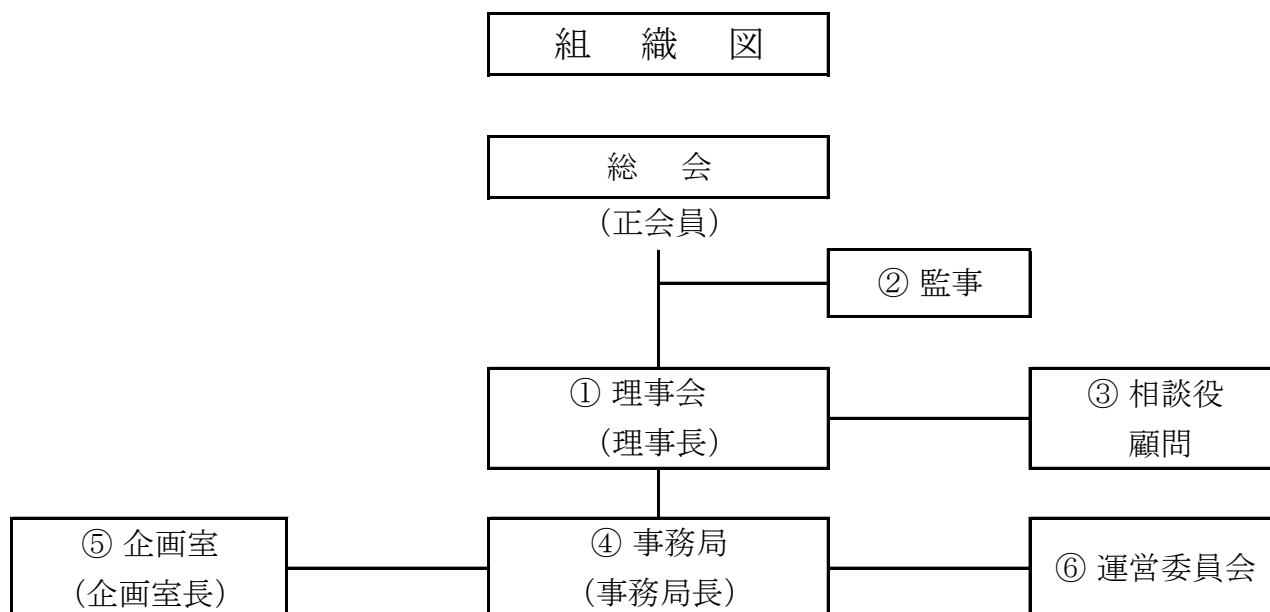 組 織 図
総 会
(正会員)
② 監事
① 理事会
(理事長)
③ 相談役
顧問
⑤ 企画室
(企画室長)
④ 事務局
(事務局長)
⑥ 運営委員会